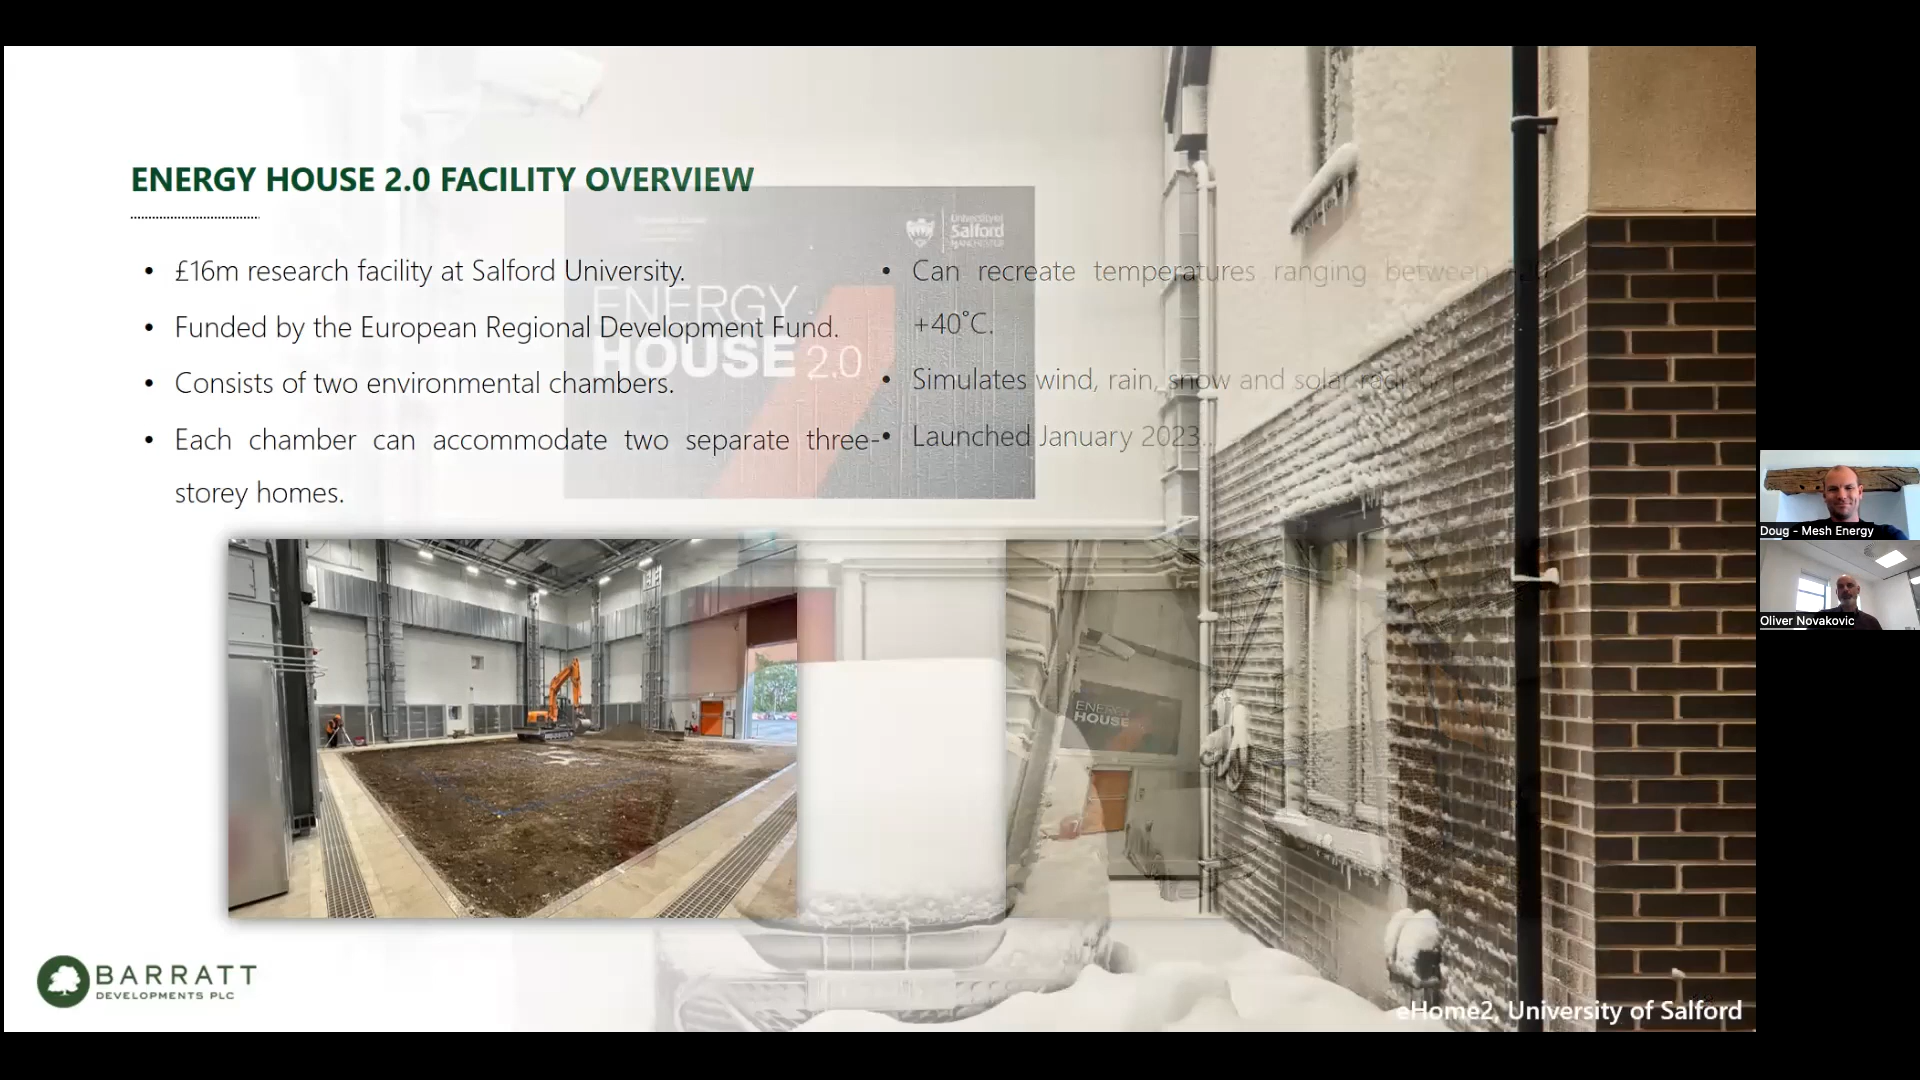 ENERGY HOUSE 2.0 FACILITY OVERVIEW
• £16m research facility at Salford University.
• Funded by the European Regional Development Fund.
• Consists of two environmental chambers.
• Each chamber can accommodate two separate three-
storey homes.
• Can recreate temperatures ranging between
+40˚C.
• Simulates wind, rain, snow and solar
• Launched January 2023.
University of
Salford
MANCHESTER
ENERGY
HOUSE 2.0
ENERGY
HOUSE
BARRATT
DEVELOPMENTS PLC
eHome2, University of Salford
Doug - Mesh Energy
Oliver Novakovic